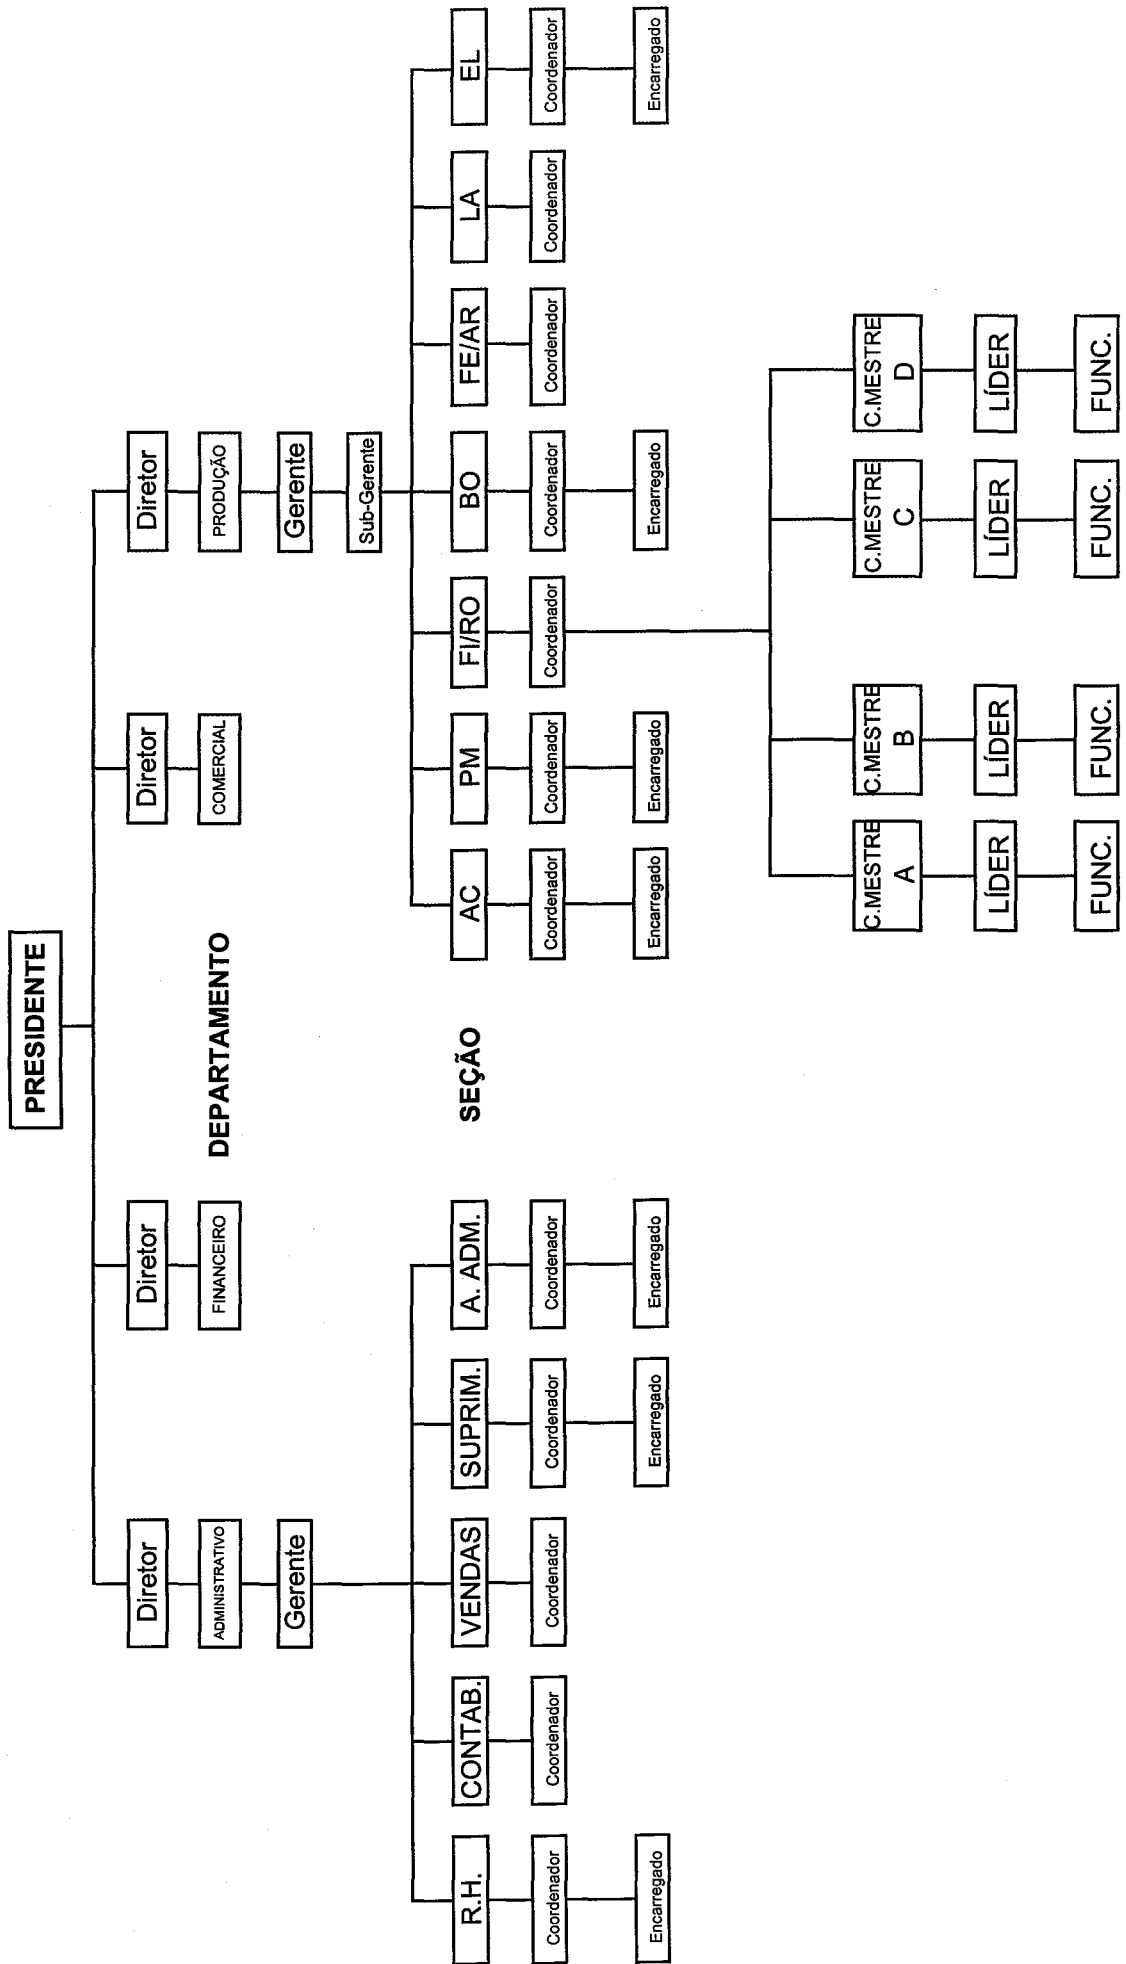 PRESIDENTE
Diretor
Diretor
Diretor
Diretor
ADMINISTRATIVO
FINANCEIRO
DEPARTAMENTO
COMERCIAL
PRODUÇÃO
Gerente
Gerente
Sub-Gerente
R.H.
CONTAB.
VENDAS
SUPRIM.
A. ADM.
SEÇÃO
AC
PM
FI/RO
BO
FE/AR
LA
EL
Coordenador
Coordenador
Coordenador
Coordenador
Coordenador
Coordenador
Coordenador
Coordenador
Coordenador
Coordenador
Coordenador
Coordenador
Encarregado
Encarregado
Encarregado
Encarregado
Encarregado
Encarregado
Encarregado
C.MESTRE
A
C.MESTRE
B
C.MESTRE
C
C.MESTRE
D
LÍDER
LÍDER
LÍDER
LÍDER
FUNC.
FUNC.
FUNC.
FUNC.